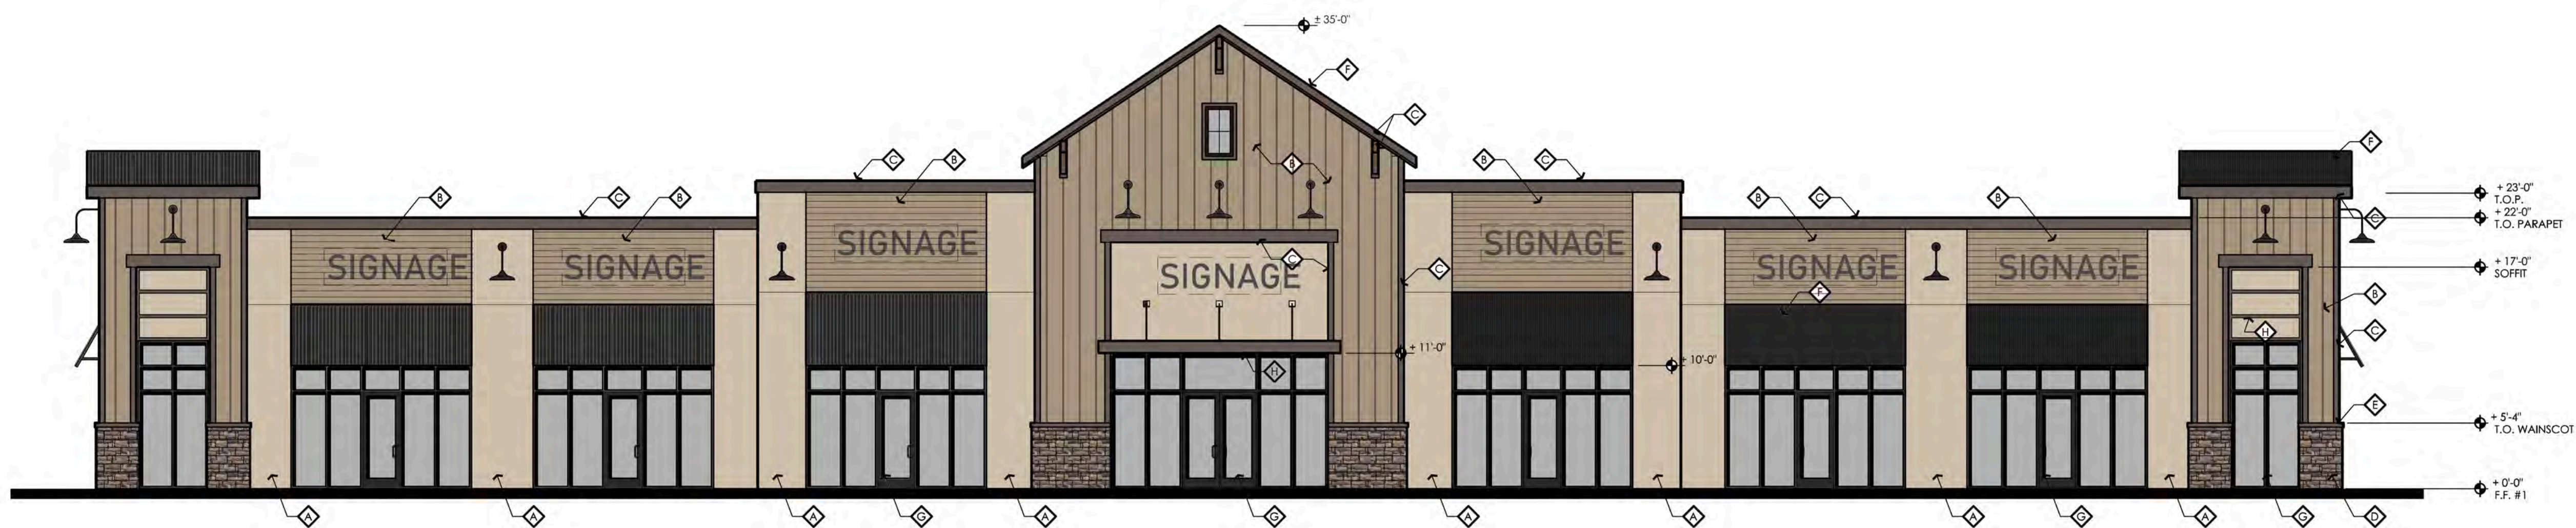 ± 35'-0"
F
C
F
C
B
C
B
B
C
B
B
C
B
B
C
B
+ 23'-0"
T.O.P.
+ 22'-0"
T.O. PARAPET
C
SIGNAGE
SIGNAGE
SIGNAGE
SIGNAGE
SIGNAGE
SIGNAGE
SIGNAGE
C
C
+ 17'-0"
SOFFIT
F
B
H
C
+ 11'-0"
+ 10'-0"
H
E
+ 5'-4"
T.O. WAINSCOT
+ 0'-0"
F.F. #1
A
A
A
G
A
G
A
A
A
G
A
G
D